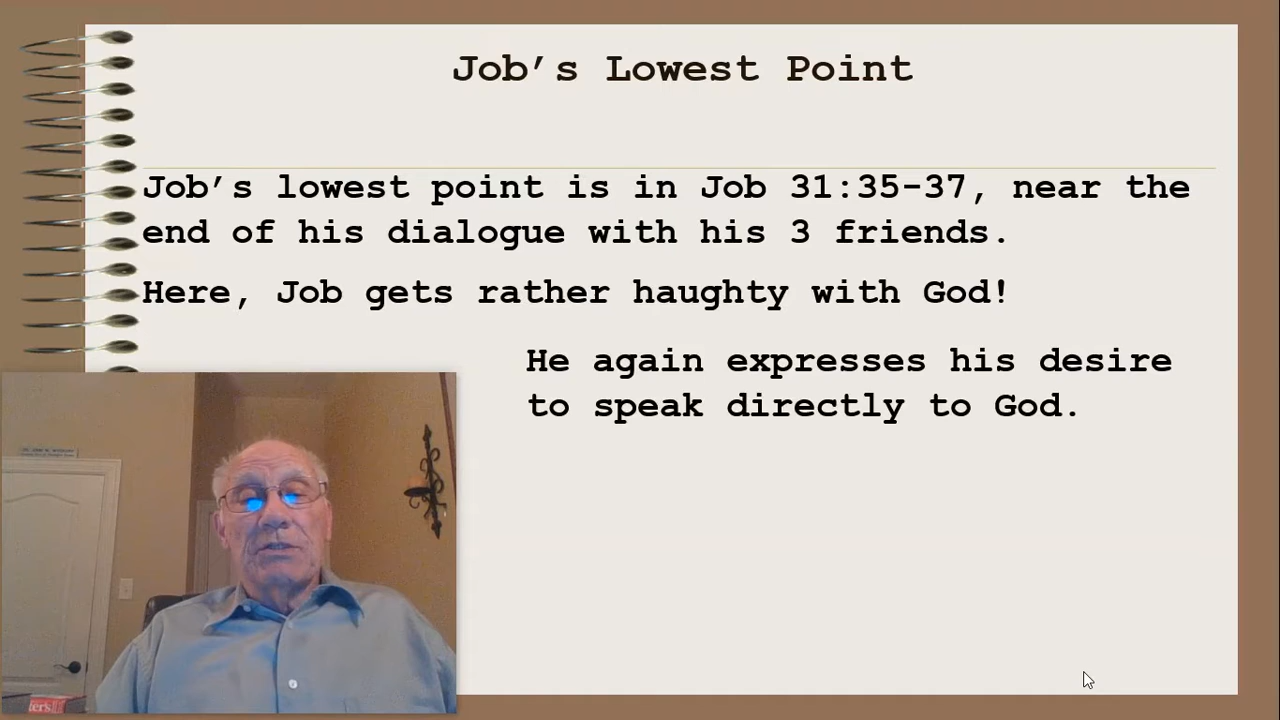 Job’s Lowest Point
Job’s lowest point is in Job 31:35-37, near the
end of his dialogue with his 3 friends.
Here, Job gets rather haughty with God!
He again expresses his desire
to speak directly to God.